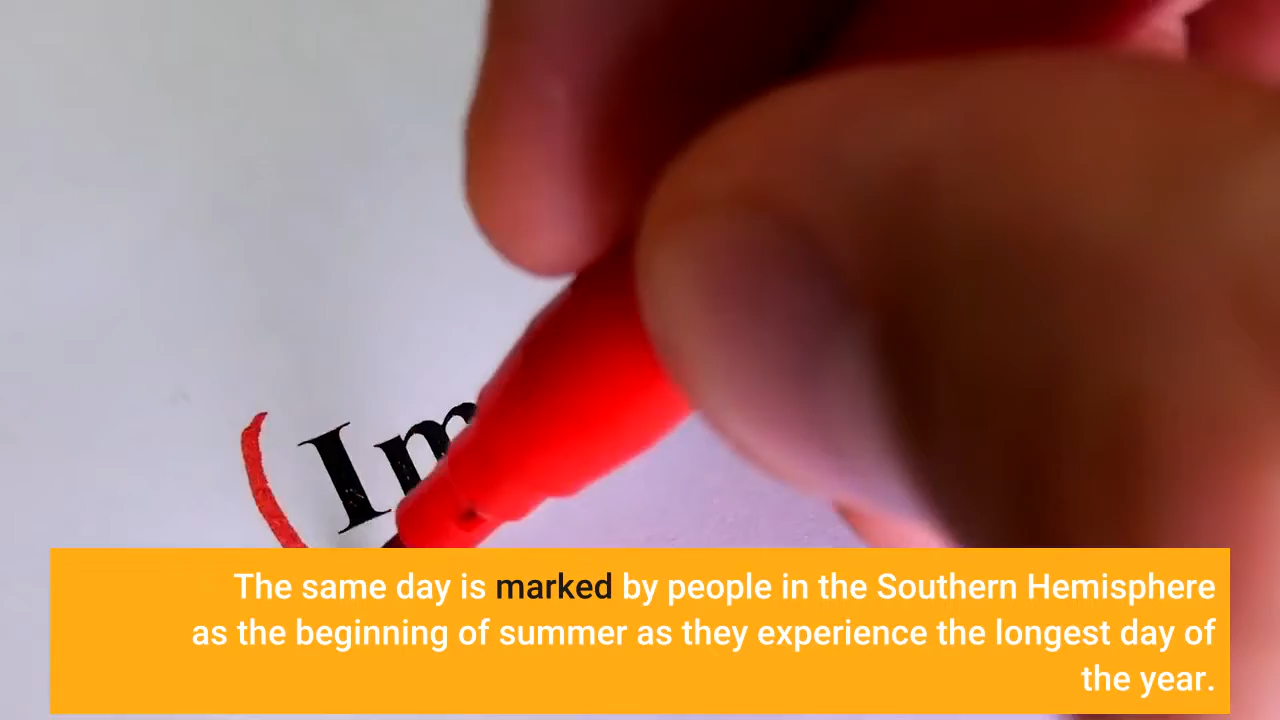 Im
The same day is marked by people in the Southern Hemisphere
as the beginning of summer as they experience the longest day of
the year.